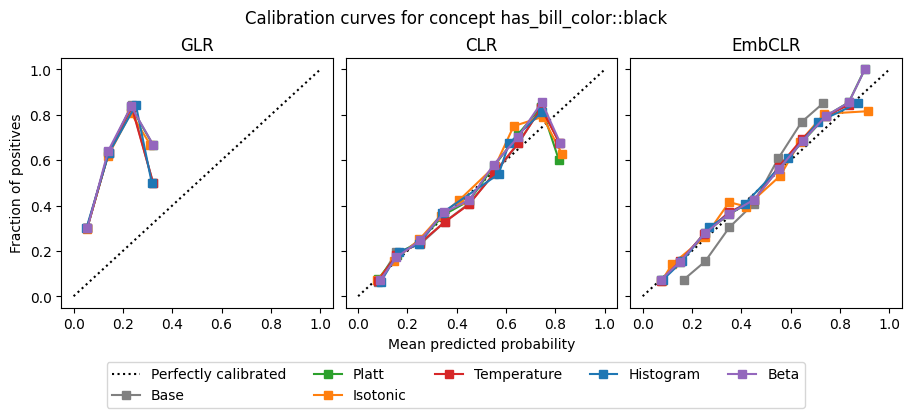 Calibration curves for concept has_bill_color::black
GLR
CLR
EmbCLR
Fraction of positives
1.0
0.8
0.6
0.4
0.2
0.0
0.0 0.2 0.4 0.6 0.8 1.0
0.0 0.2 0.4 0.6 0.8 1.0
0.0 0.2 0.4 0.6 0.8 1.0
Mean predicted probability
Perfectly calibrated Platt Temperature Histogram Beta
Base Isotonic